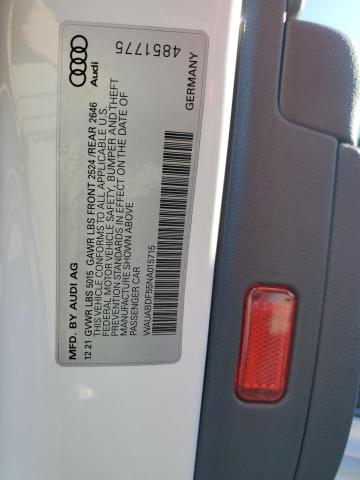 Audi
4851775
GERMANY
MFD. BY AUDI AG
12 21 GVWR LBS 5015 GAWR LBS FRONT 2524 /REAR 2646
THIS VEHICLE CONFORMS TO ALL APPLICABLE U.S.
FEDERAL MOTOR VEHICLE SAFETY, BUMPER AND THEFT
PREVENTION STANDARDS IN EFFECT ON THE DATE OF
MANUFACTURE SHOWN ABOVE
PASSENGER CAR
WAUABDF55NA015715